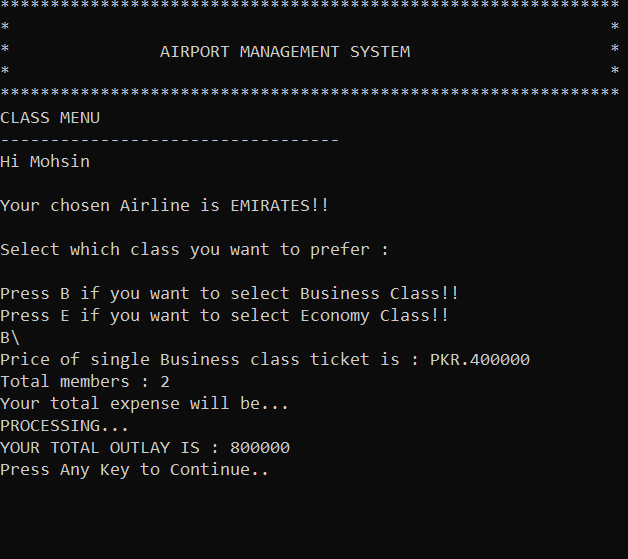 **************************************************************
*                                                            *
*               AIRPORT MANAGEMENT SYSTEM                    *
*                                                            *
**************************************************************
CLASS MENU
----------------------------------
Hi Mohsin
Your chosen Airline is EMIRATES!!
Select which class you want to prefer :
Press B if you want to select Business Class!!
Press E if you want to select Economy Class!!
B\
Price of single Business class ticket is : PKR.400000
Total members : 2
Your total expense will be...
PROCESSING...
YOUR TOTAL OUTLAY IS : 800000
Press Any Key to Continue..